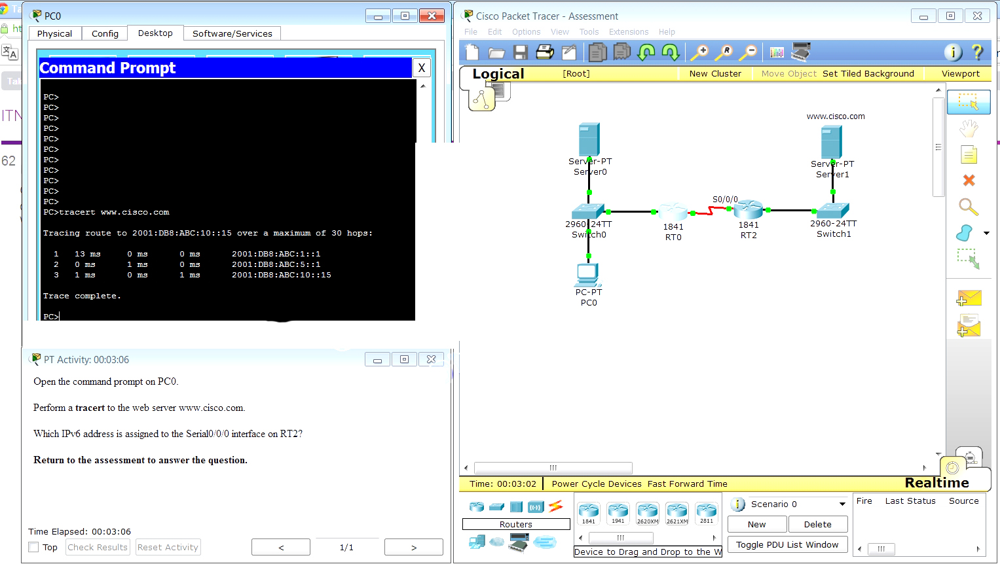 PC0
Physical Config Desktop Software/Services
Command Prompt X
PC>
PC>
PC>
PC>
PC>
PC>
PC>
PC>
PC>
PC>
PC>
PC>tracert www.cisco.com
Tracing route to 2001:DB8:ABC:10::15 over a maximum of 30 hops:
1 13 ms 0 ms 0 ms 2001:DB8:ABC:1::1
2 0 ms 1 ms 0 ms 2001:DB8:ABC:5::1
3 1 ms 0 ms 1 ms 2001:DB8:ABC:10::15
Trace complete.
PC>
ITN
62
PT Activity: 00:03:06
Open the command prompt on PC0.
Perform a tracert to the web server www.cisco.com.
Which IPv6 address is assigned to the Serial0/0/0 interface on RT2?
Return to the assessment to answer the question.
Time Elapsed: 00:03:06
Top Check Results Reset Activity < 1/1 >
Cisco Packet Tracer - Assessment
File Edit Options View Tools Extensions Help
Logical [Root] New Cluster Move Object Set Tiled Background Viewport
www.cisco.com
Server-PT
Server0
Server-PT
Server1
S0/0/0
2960-24TT
Switch0
1841
RT0
1841
RT2
2960-24TT
Switch1
PC-PT
PC0
Time: 00:03:02 Power Cycle Devices Fast Forward Time Realtime
Routers
1841 1941 2620XM 2621XM 2811
Device to Drag and Drop to the W
Scenario 0
New Delete
Toggle PDU List Window
Fire Last Status Source